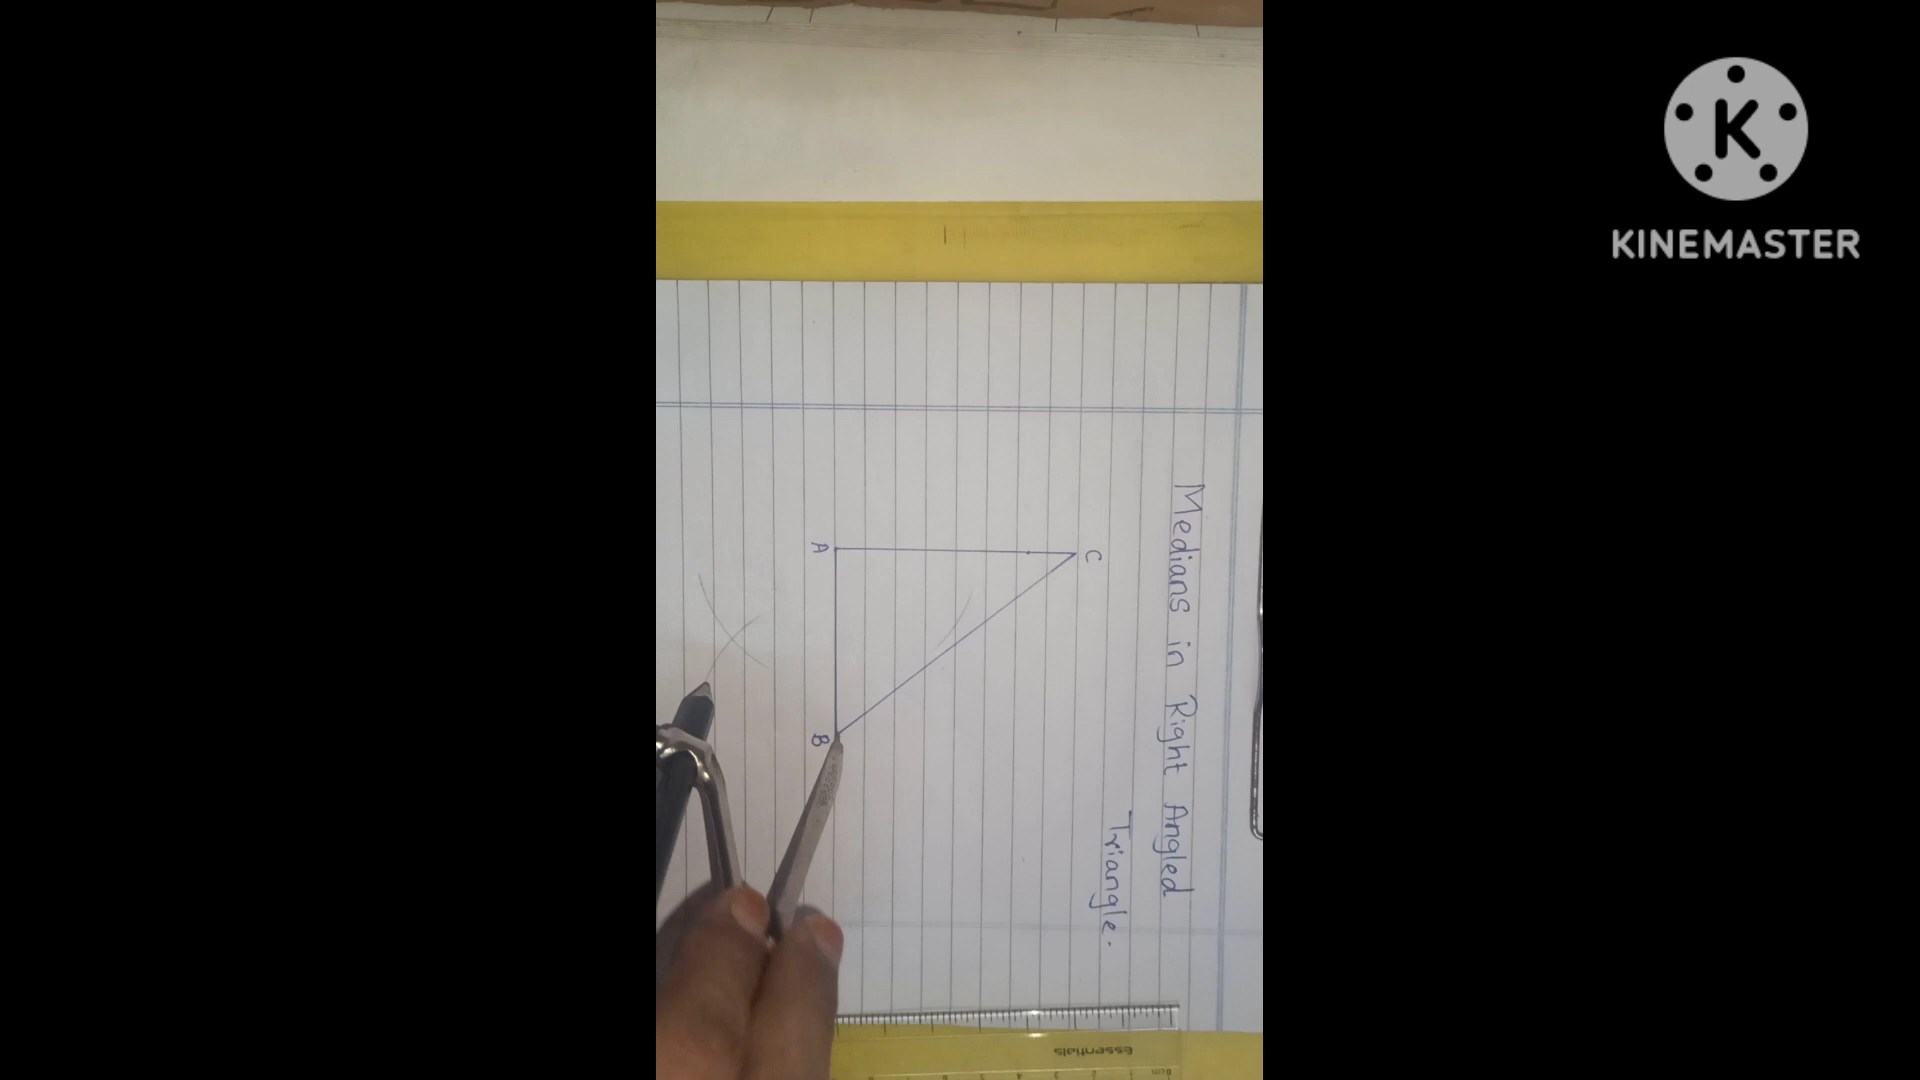 Medians in Right Angled
Triangle.
C
A
B
Essentials
K
KINEMASTER